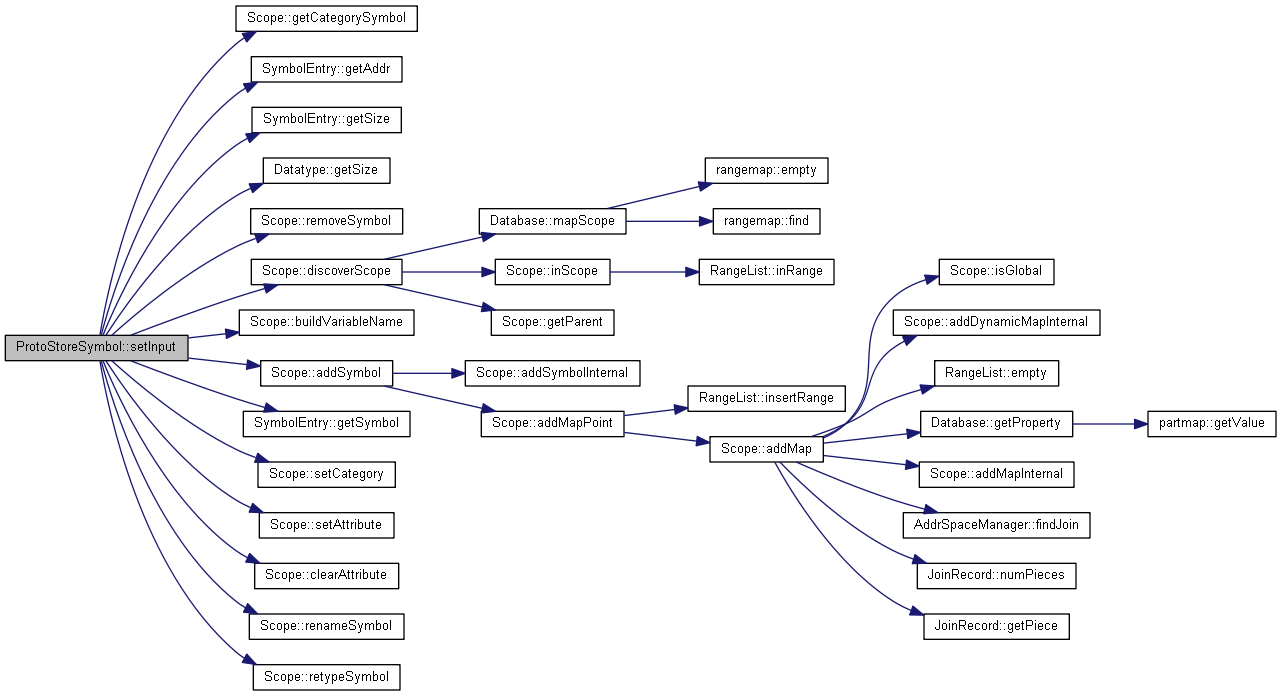 Scope::getCategorySymbol
SymbolEntry::getAddr
SymbolEntry::getSize
Datatype::getSize
Scope::removeSymbol
Scope::discoverScope
Scope::buildVariableName
ProtoStoreSymbol::setInput
Scope::addSymbol
SymbolEntry::getSymbol
Scope::setCategory
Scope::setAttribute
Scope::clearAttribute
Scope::renameSymbol
Scope::retypeSymbol
Database::mapScope
Scope::inScope
Scope::getParent
Scope::addSymbolInternal
Scope::addMapPoint
rangemap::empty
rangemap::find
RangeList::inRange
RangeList::insertRange
Scope::addMap
Scope::isGlobal
Scope::addDynamicMapInternal
RangeList::empty
Database::getProperty
Scope::addMapInternal
AddrSpaceManager::findJoin
JoinRecord::numPieces
JoinRecord::getPiece
partmap::getValue